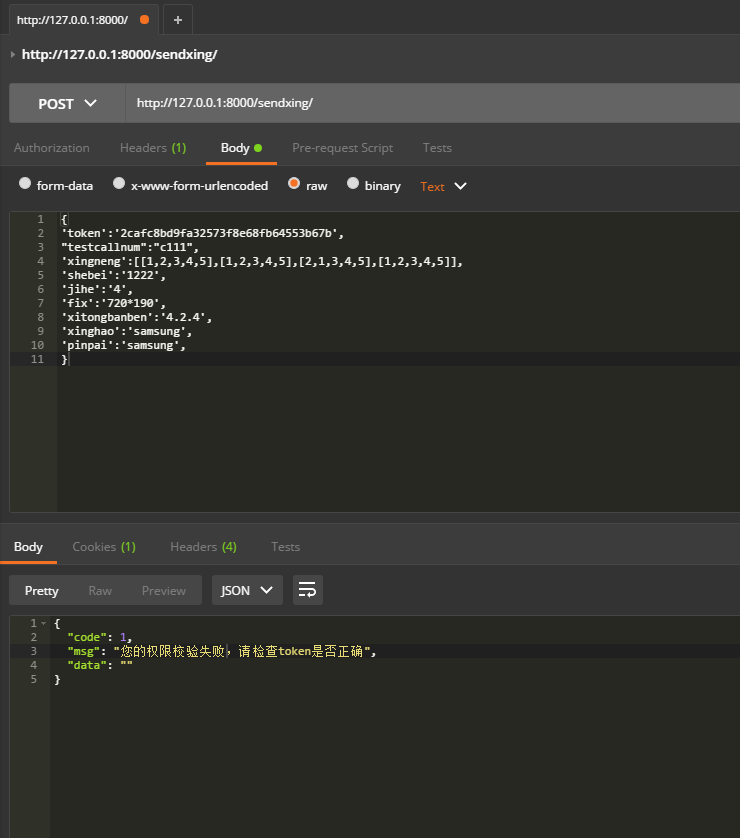 http://127.0.0.1:8000/
+
http://127.0.0.1:8000/sendxing/
POST http://127.0.0.1:8000/sendxing/
Authorization Headers (1) Body Pre-request Script Tests
form-data x-www-form-urlencoded raw binary Text
1 {
2 'token':'2cafc8bd9fa32573f8e68fb64553b67b',
3 "testcallnum":"c111",
4 'xingneng':[[1,2,3,4,5],[1,2,3,4,5],[2,1,3,4,5],[1,2,3,4,5]],
5 'shebei':'1222',
6 'jihe':'4',
7 'fix':'720*190',
8 'xitongbanben':'4.2.4',
9 'xinghao':'samsung',
10 'pinpai':'samsung',
11 }
Body Cookies (1) Headers (4) Tests
Pretty Raw Preview JSON
1 {
2 "code": 1,
3 "msg": "您的权限校验失败，请检查token是否正确",
4 "data": ""
5 }